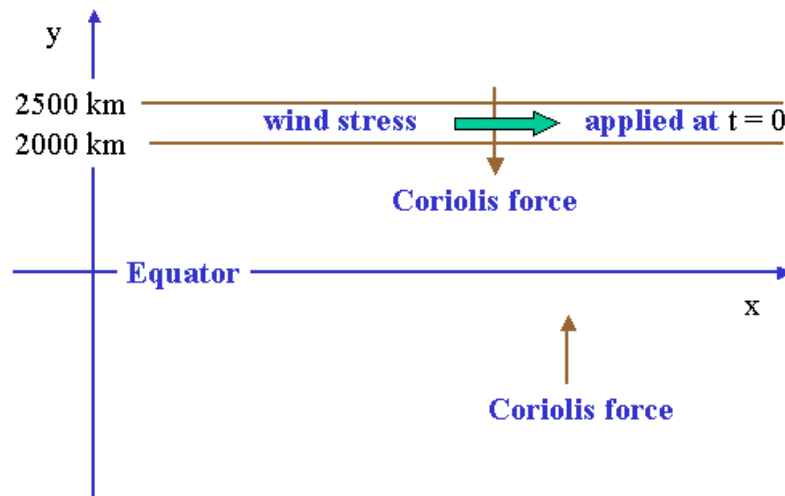 y
2500 km
wind stress applied at t = 0
2000 km
Coriolis force
Equator
x
Coriolis force